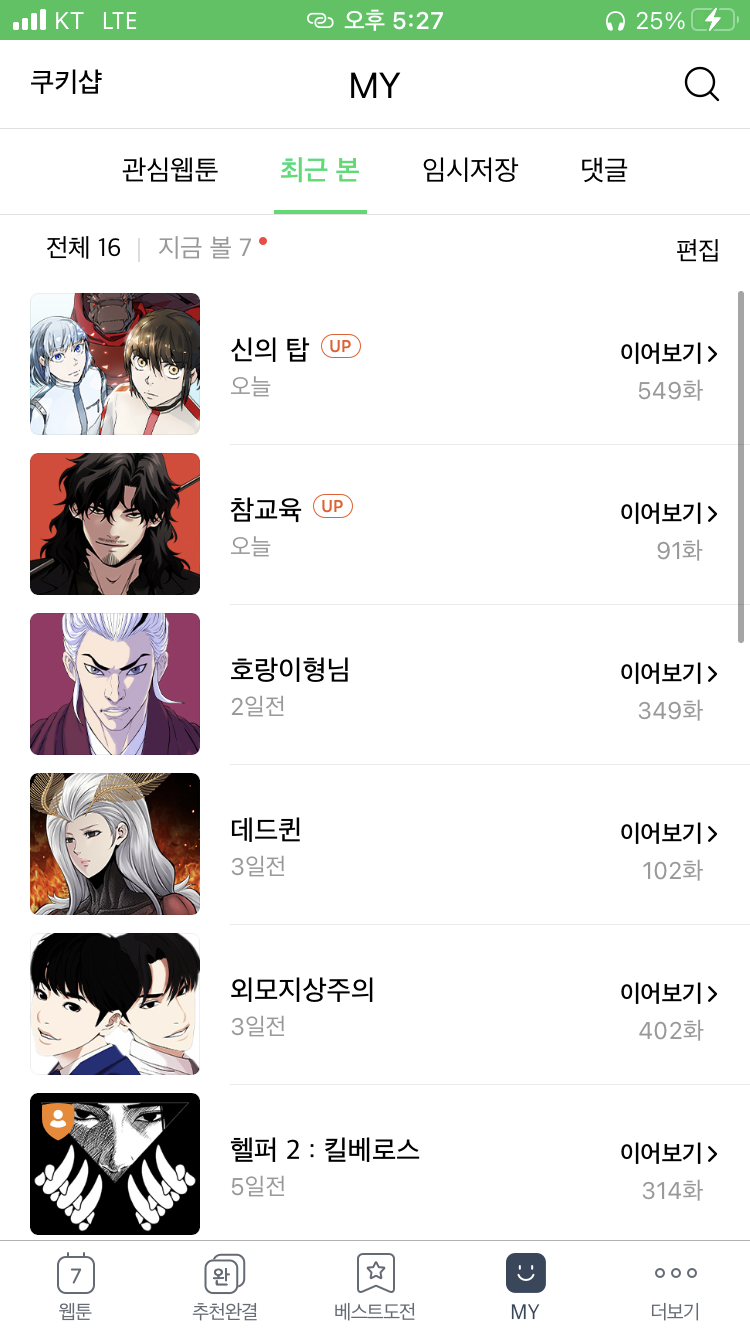 KT LTE 오후 5:27 25%
쿠키샵 MY
관심웹툰 최근 본 임시저장 댓글
전체 16 지금 볼 7 편집
신의 탑 UP 이어보기
오늘 549화
참교육 UP 이어보기
오늘 91화
호랑이형님 이어보기
2일전 349화
데드퀸 이어보기
3일전 102화
외모지상주의 이어보기
3일전 402화
헬퍼 2 : 킬베로스 이어보기
5일전 314화
7 완
웹툰 추천완결 베스트도전 MY 더보기